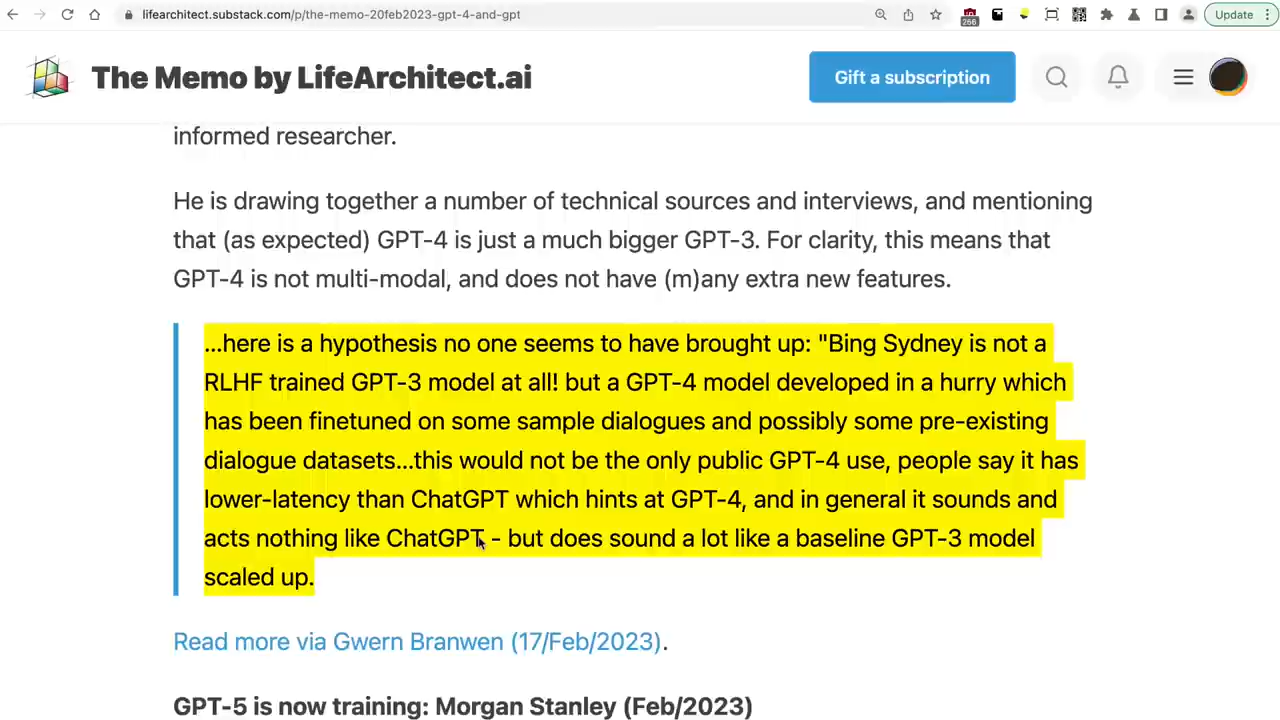 lifearchitect.substack.com/p/the-memo-20feb2023-gpt-4-and-gpt
266
Update
The Memo by LifeArchitect.ai
Gift a subscription
informed researcher.
He is drawing together a number of technical sources and interviews, and mentioning
that (as expected) GPT-4 is just a much bigger GPT-3. For clarity, this means that
GPT-4 is not multi-modal, and does not have (m)any extra new features.
...here is a hypothesis no one seems to have brought up: "Bing Sydney is not a
RLHF trained GPT-3 model at all! but a GPT-4 model developed in a hurry which
has been finetuned on some sample dialogues and possibly some pre-existing
dialogue datasets...this would not be the only public GPT-4 use, people say it has
lower-latency than ChatGPT which hints at GPT-4, and in general it sounds and
acts nothing like ChatGPT - but does sound a lot like a baseline GPT-3 model
scaled up.
Read more via Gwern Branwen (17/Feb/2023).
GPT-5 is now training: Morgan Stanley (Feb/2023)